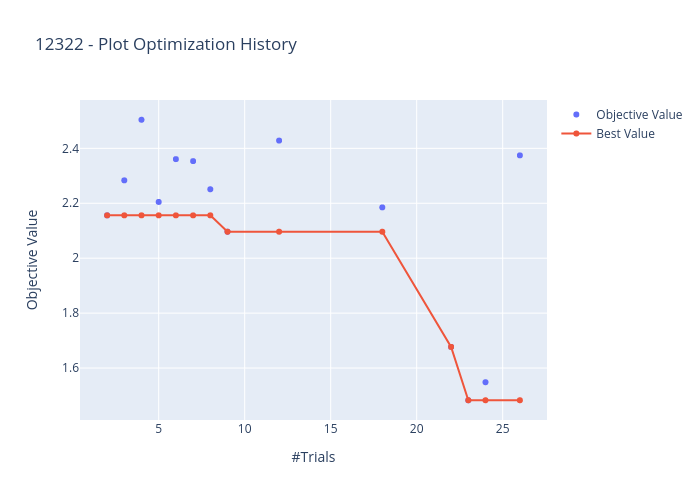 12322 - Plot Optimization History
Objective Value
Best Value
2.4
2.2
2
1.8
1.6
Objective Value
5
10
15
20
25
#Trials